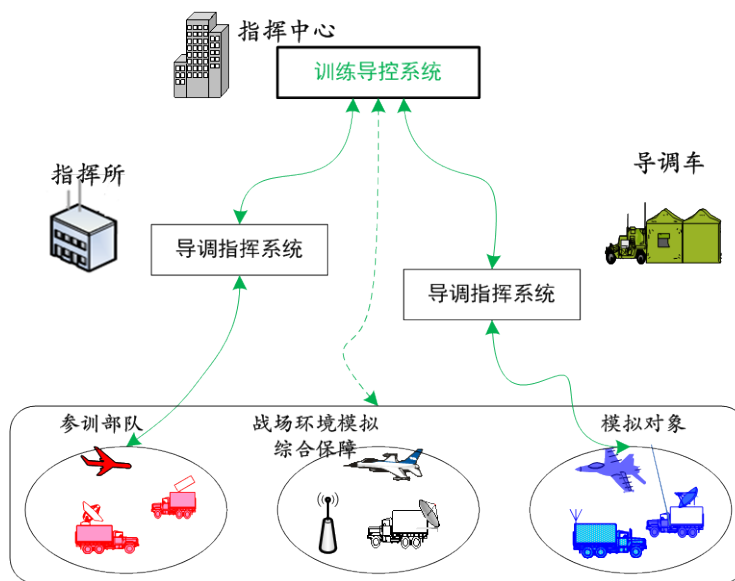 指挥中心
训练导控系统
指挥所
导调车
导调指挥系统
导调指挥系统
参训部队
战场环境模拟
综合保障
模拟对象